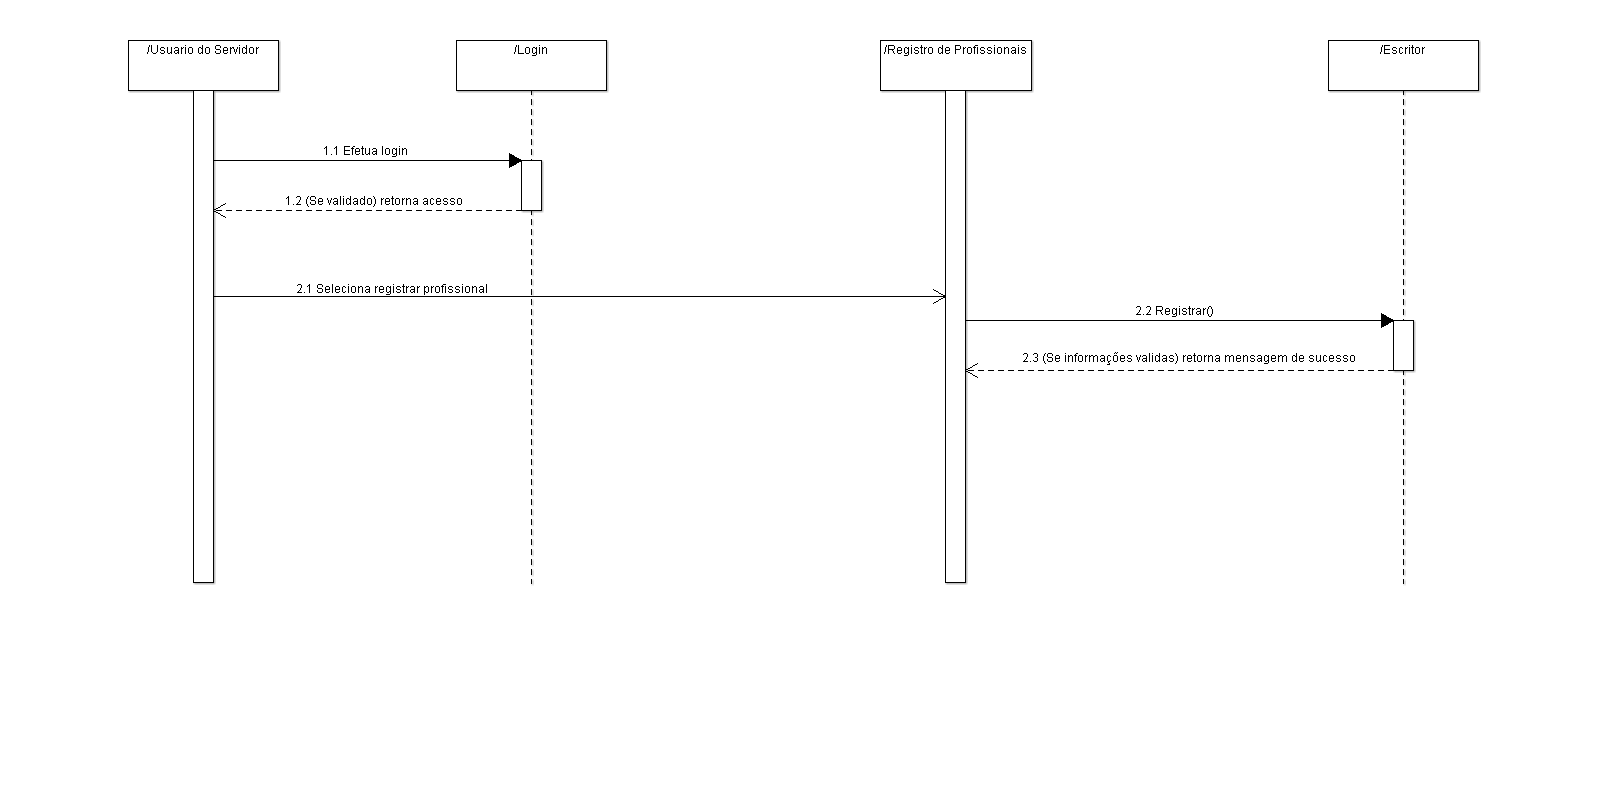 /Usuario do Servidor
/Login
/Registro de Profissionais
/Escritor
1.1 Efetua login
1.2 (Se validado) retorna acesso
2.1 Seleciona registrar profissional
2.2 Registrar()
2.3 (Se informações validas) retorna mensagem de sucesso